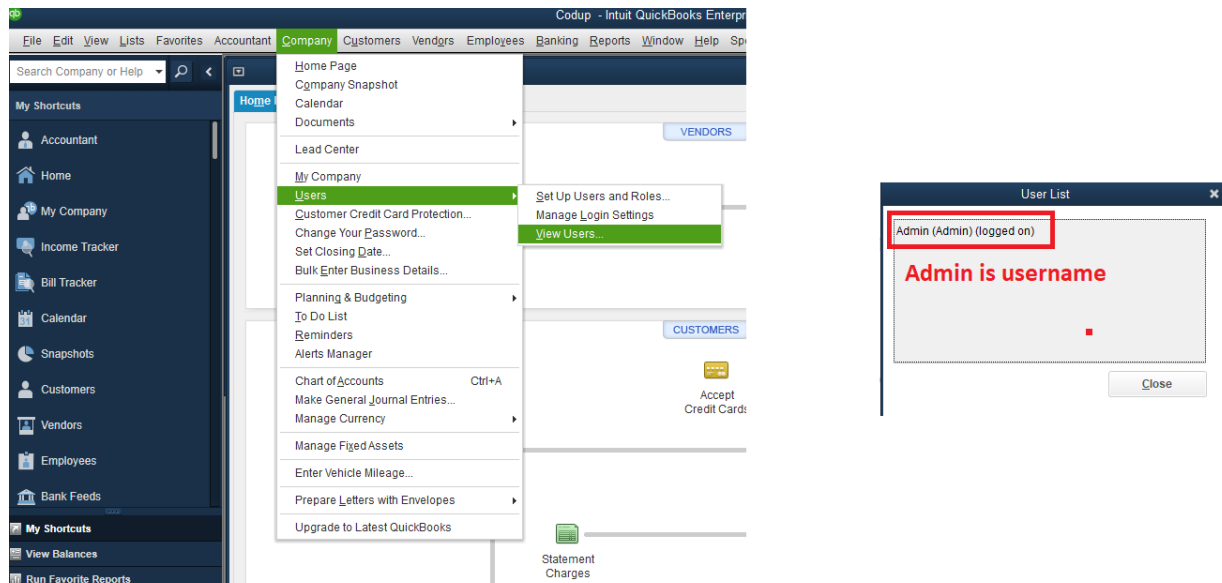 qb
Codup - Intuit QuickBooks Enterpr
File Edit View Lists Favorites Accountant Company Customers Vendors Employees Banking Reports Window Help
Search Company or Help
My Shortcuts
Accountant
Home
My Company
Income Tracker
Bill Tracker
31
Calendar
Snapshots
Customers
Vendors
Employees
Bank Feeds
My Shortcuts
View Balances
Run Favorite Reports
Home Page
Company Snapshot
Calendar
Documents
Lead Center
My Company
Users
Customer Credit Card Protection...
Change Your Password...
Set Closing Date...
Bulk Enter Business Details...
Planning & Budgeting
To Do List
Reminders
Alerts Manager
Chart of Accounts Ctrl+A
Make General Journal Entries...
Manage Currency
Manage Fixed Assets
Enter Vehicle Mileage...
Prepare Letters with Envelopes
Upgrade to Latest QuickBooks
Set Up Users and Roles...
Manage Login Settings
View Users...
VENDORS
CUSTOMERS
Accept
Credit Cards
Statement
Charges
User List
Admin (Admin) (logged on)
Admin is username
Close